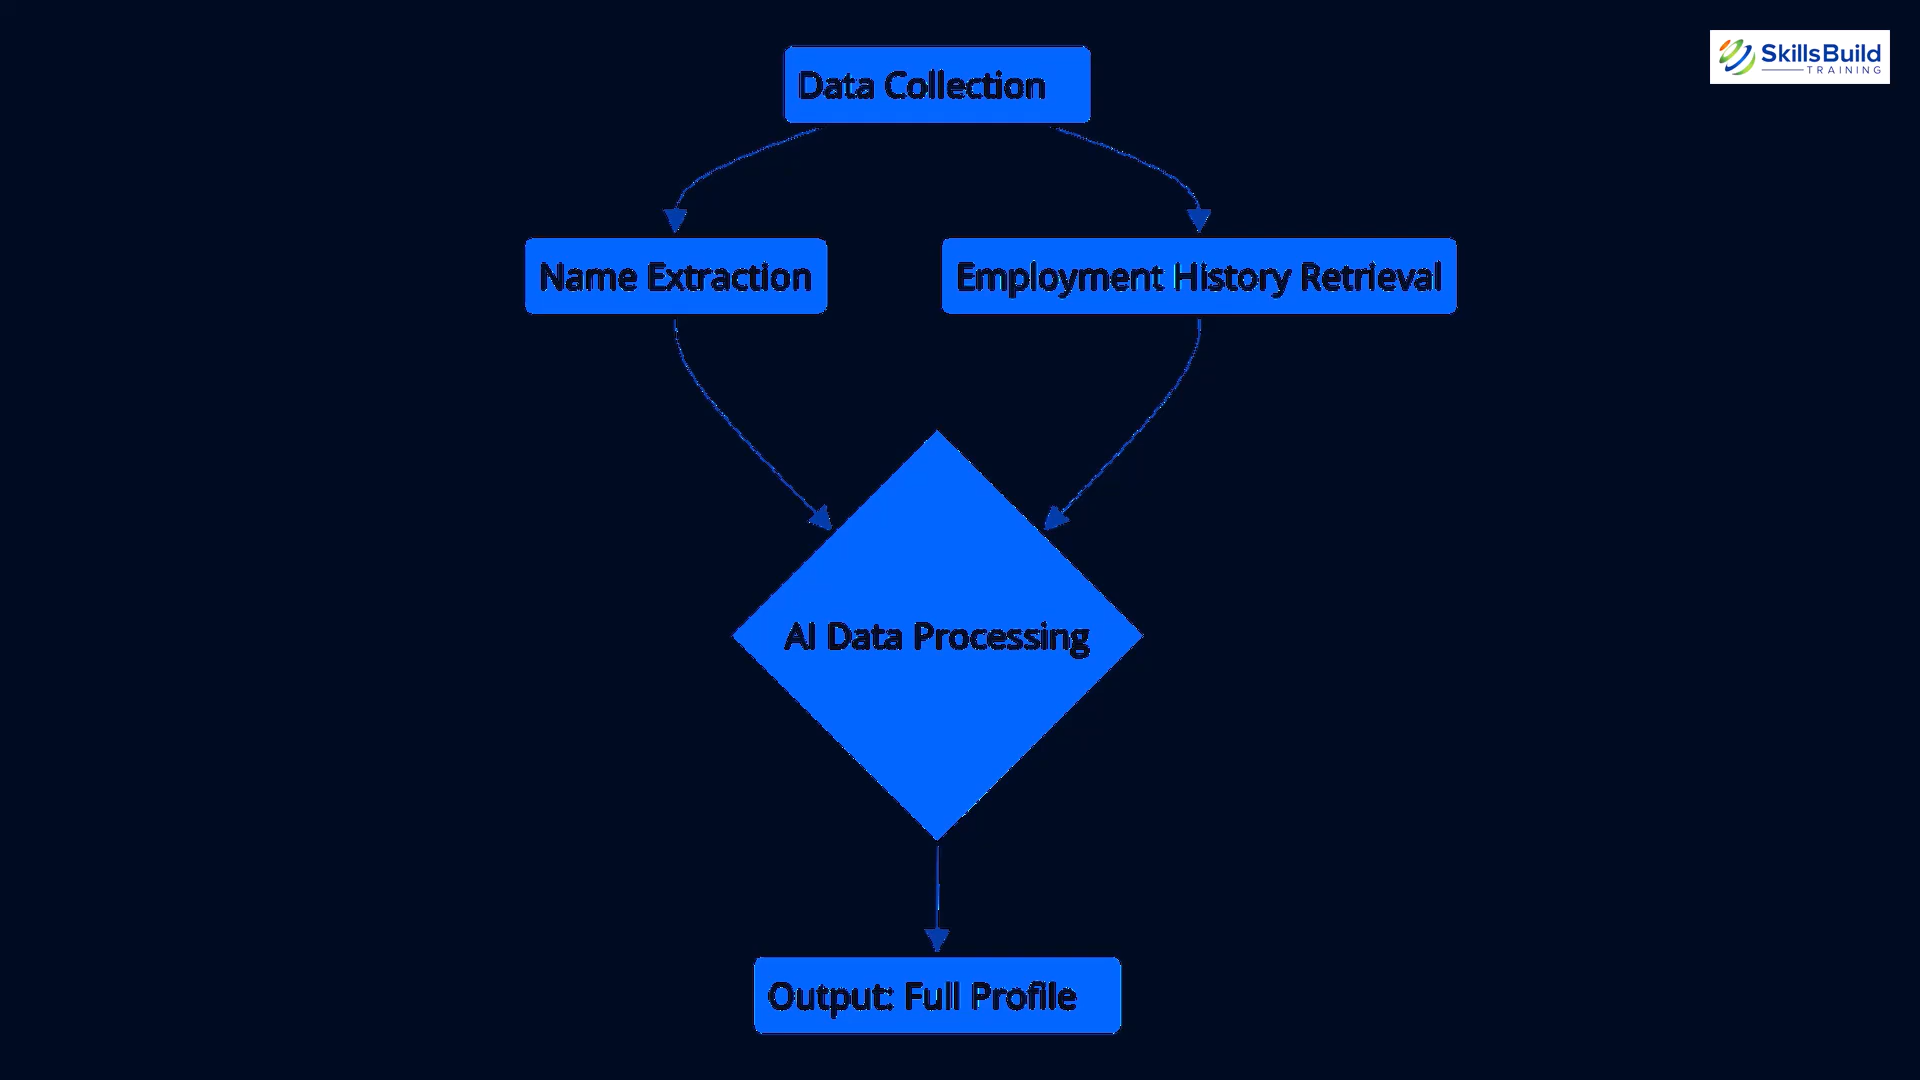 SkillsBuild
TRAINING
Data Collection
Name Extraction
Employment History Retrieval
AI Data Processing
Output: Full Profile